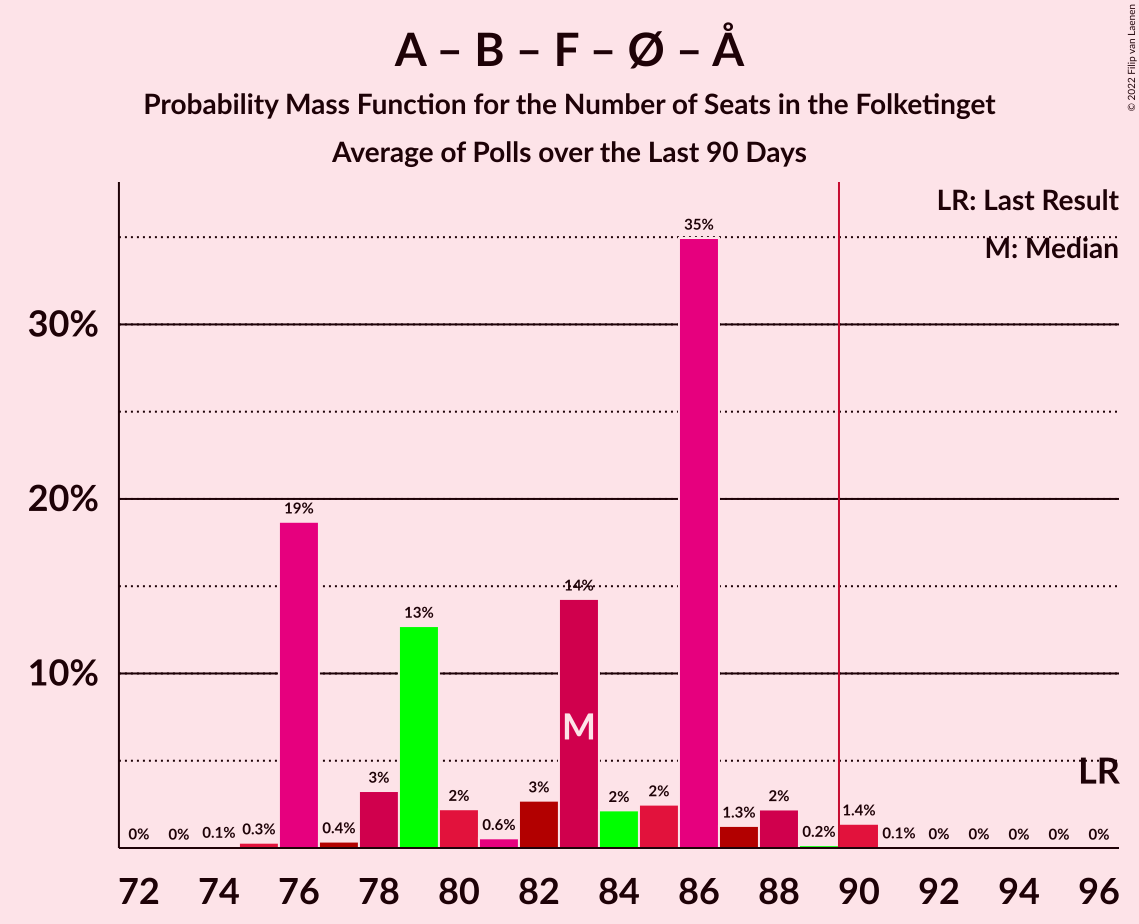 A – B – F – Ø – Å
Probability Mass Function for the Number of Seats in the Folketinget
Average of Polls over the Last 90 Days
© 2022 Filip van Laenen
LR: Last Result
M: Median
30%
20%
10%
0% 0% 0.1% 0.3% 19% 0.4% 3% 13% 2% 0.6% 3% 14% 2% 2% 35% 1.3% 2% 0.2% 1.4% 0.1% 0% 0% 0% 0% 0%
M
LR
72 74 76 78 80 82 84 86 88 90 92 94 96